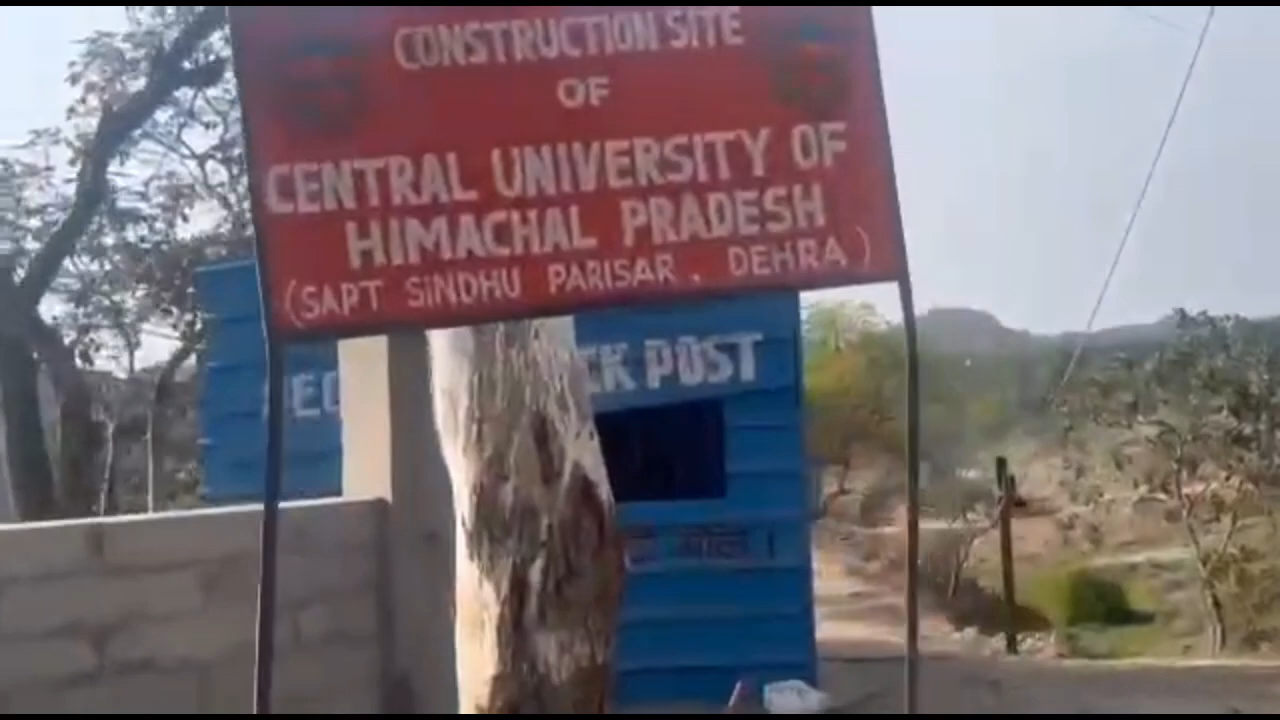 CONSTRUCTION SITE
OF
CENTRAL UNIVERSITY OF
HIMACHAL PRADESH
(SAPT SINDHU PARISAR, DEHRA)
POST